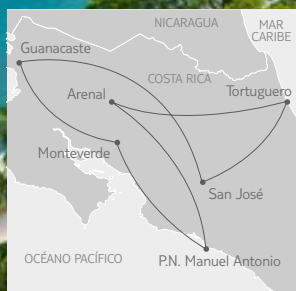 NICARAGUA
MAR
CARIBE
Guanacaste
COSTA RICA
Arenal
Tortuguero
Monteverde
San José
OCÉANO PACÍFICO
P.N. Manuel Antonio